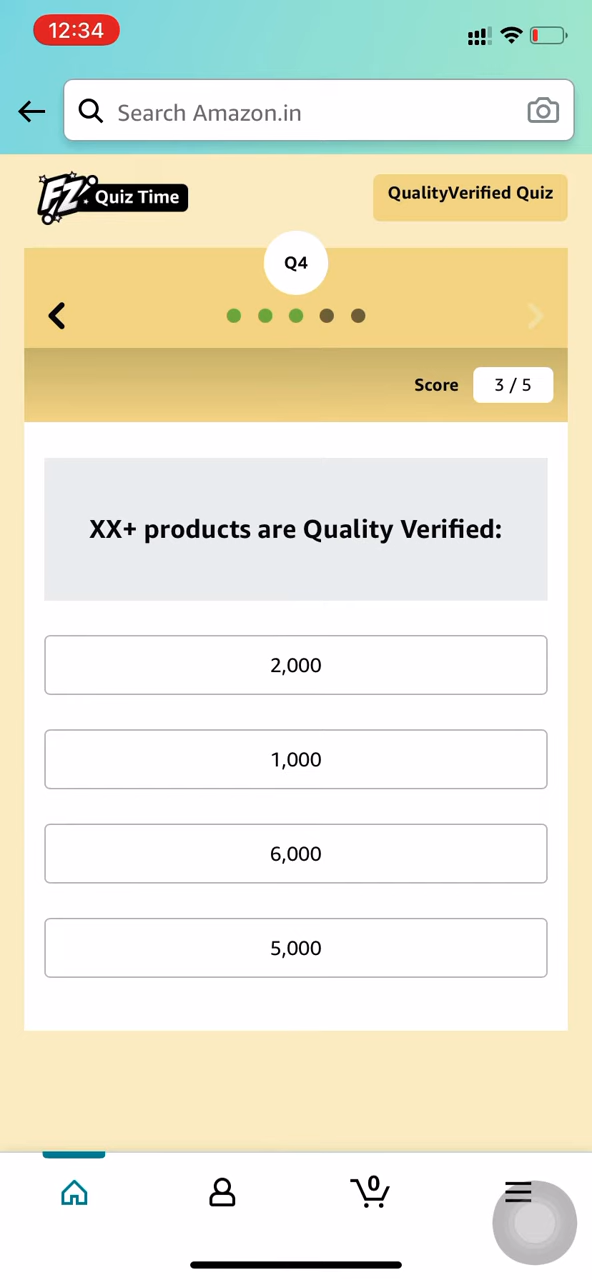 12:34
Search Amazon.in
FZ. Quiz Time
QualityVerified Quiz
Q4
Score 3 / 5
XX+ products are Quality Verified:
2,000
1,000
6,000
5,000
0